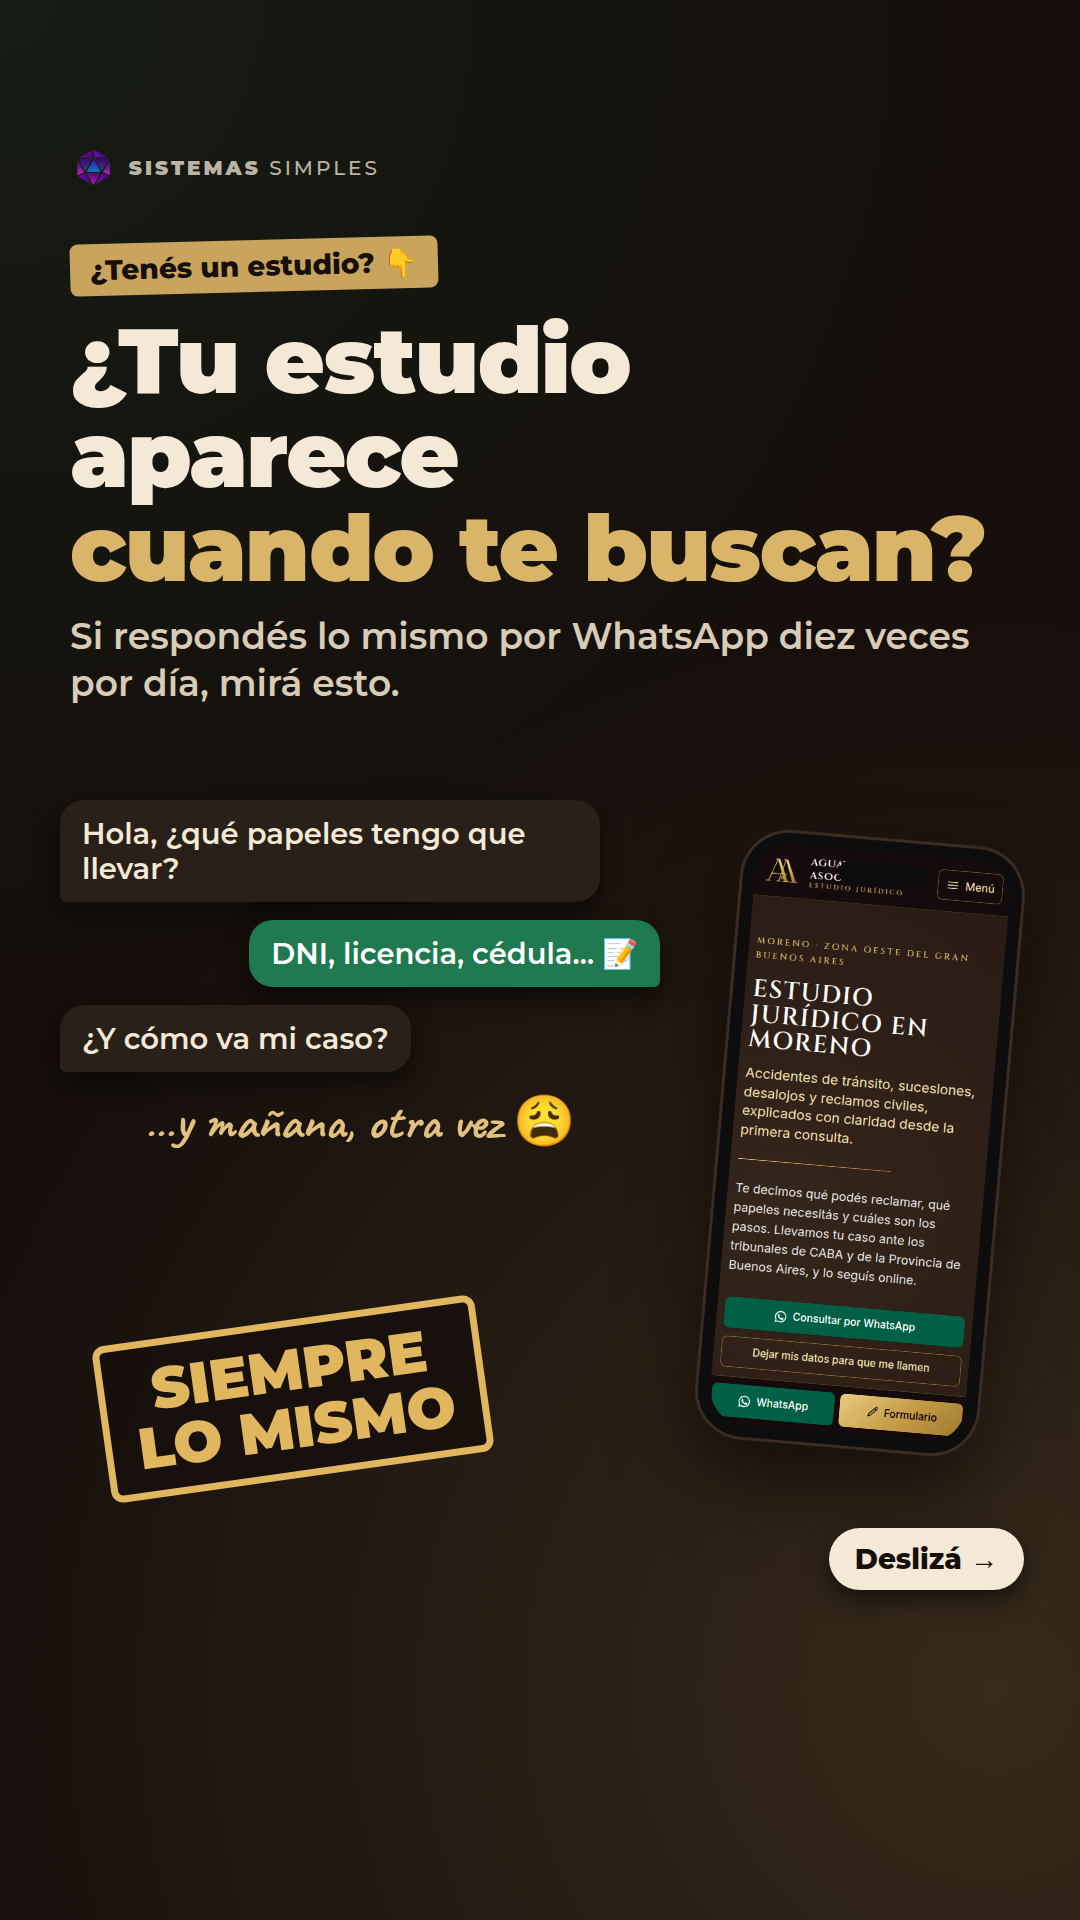 SISTEMAS SIMPLES
¿Tenés un estudio? 👇
¿Tu estudio
aparece
cuando te buscan?
Si respondés lo mismo por WhatsApp diez veces
por día, mirá esto.
Hola, ¿qué papeles tengo que
llevar?
DNI, licencia, cédula... 📝
¿Y cómo va mi caso?
...y mañana, otra vez 😩
SIEMPRE
LO MISMO
ESTUDIO JURÍDICO
Menú
MORENO · ZONA OESTE DEL GRAN
BUENOS AIRES
ESTUDIO
JURÍDICO EN
MORENO
Accidentes de tránsito, sucesiones,
desalojos y reclamos civiles,
explicados con claridad desde la
primera consulta.
Te decimos qué podés reclamar, qué
papeles necesitás y cuáles son los
pasos. Llevamos tu caso ante los
tribunales de CABA y de la Provincia de
Buenos Aires, y lo seguís online.
Consultar por WhatsApp
Dejar mis datos para que me llamen
WhatsApp
Formulario
Deslizá →